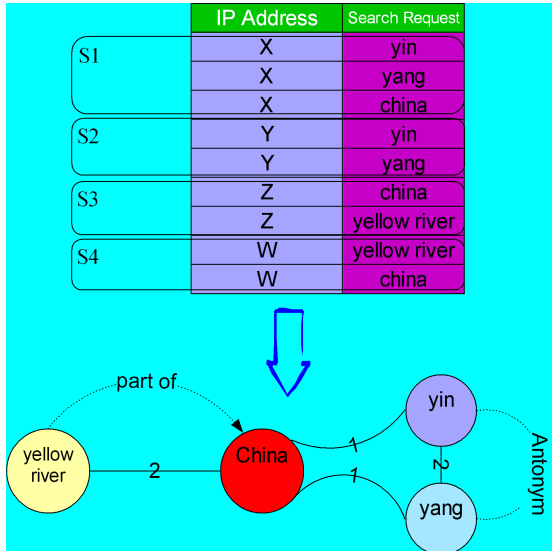 IP Address Search Request
S1
X yin
X yang
X china
S2
Y yin
Y yang
S3
Z china
Z yellow river
S4
W yellow river
W china
part of
yin
1
yellow
river
2
China
2
Antonym
1
yang